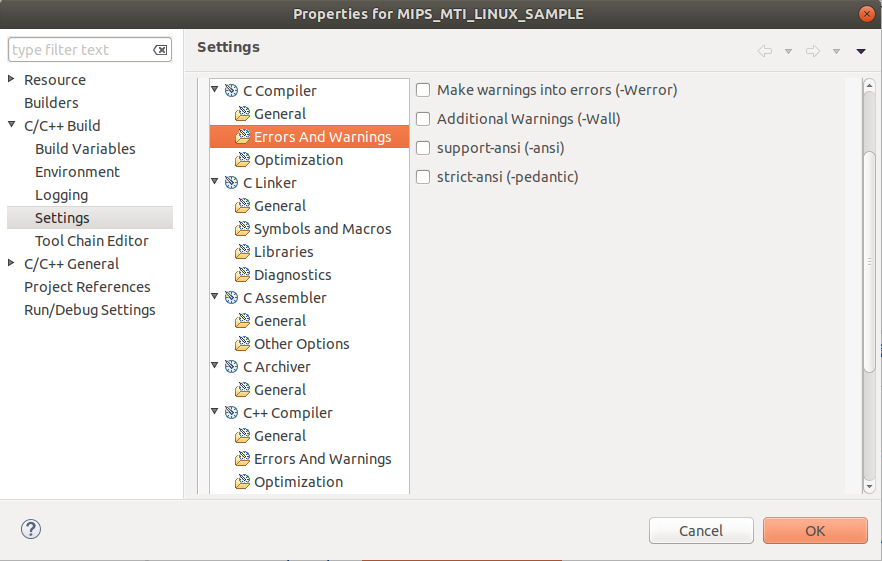 Properties for MIPS_MTI_LINUX_SAMPLE
type filter text
Resource
Builders
C/C++ Build
Build Variables
Environment
Logging
Settings
Tool Chain Editor
C/C++ General
Project References
Run/Debug Settings
Settings
C Compiler
General
Errors And Warnings
Optimization
C Linker
General
Symbols and Macros
Libraries
Diagnostics
C Assembler
General
Other Options
C Archiver
General
C++ Compiler
General
Errors And Warnings
Optimization
Make warnings into errors (-Werror)
Additional Warnings (-Wall)
support-ansi (-ansi)
strict-ansi (-pedantic)
?
Cancel
OK